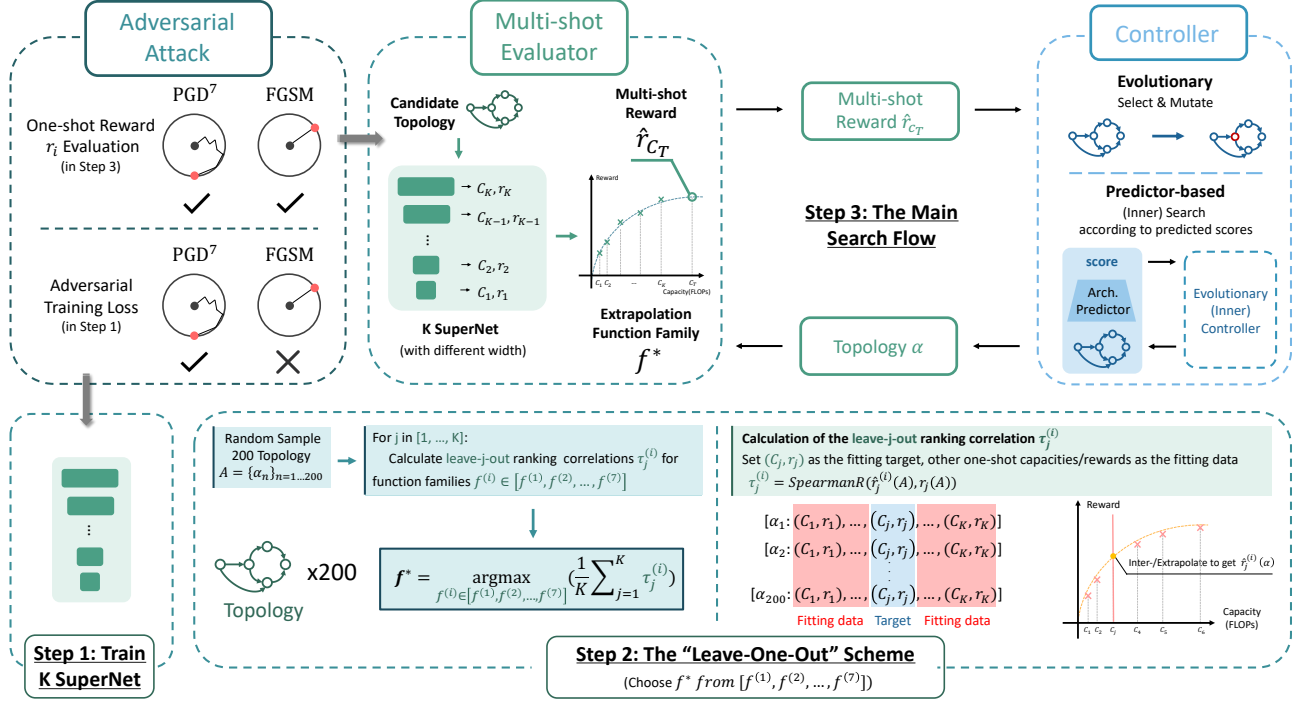 Adversarial
Attack
PGD⁷
FGSM
One-shot Reward
r_i Evaluation
(in Step 3)
PGD⁷
FGSM
Adversarial
Training Loss
(in Step 1)
Multi-shot
Evaluator
Candidate
Topology
Multi-shot
Reward
r̂_{C_T}
→ C_K, r_K
→ C_{K−1}, r_{K−1}
⋮
→ C_2, r_2
→ C_1, r_1
K SuperNet
(with different width)
Reward
C_1 C_2 ... C_K C_T
Capacity(FLOPs)
Extrapolation
Function Family
f*
Multi-shot
Reward r̂_{C_T}
Step 3: The Main
Search Flow
Topology α
Controller
Evolutionary
Select & Mutate
Predictor-based
(Inner) Search
according to predicted scores
score
Arch.
Predictor
Evolutionary
(Inner)
Controller
⋮
Step 1: Train
K SuperNet
Random Sample
200 Topology
A = {α_n}_{n=1…200}
For j in [1, …, K]:
Calculate leave-j-out ranking correlations τ_j^{(i)} for
function families f^{(i)} ∈ [f^{(1)}, f^{(2)}, …, f^{(7)}]
Topology
x200
f* = argmax_{f^{(i)}∈[f^{(1)},f^{(2)},…,f^{(7)}]} (1/K ∑_{j=1}^{K} τ_j^{(i)})
Calculation of the leave-j-out ranking correlation τ_j^{(i)}
Set (C_j, r_j) as the fitting target, other one-shot capacities/rewards as the fitting data
τ_j^{(i)} = SpearmanR(r̂_j^{(i)}(A), r_j(A))
[α_1: (C_1, r_1), …, (C_j, r_j), …, (C_K, r_K)]
[α_2: (C_1, r_1), …, (C_j, r_j), …, (C_K, r_K)]
⋮
[α_200: (C_1, r_1), …, (C_j, r_j), …, (C_K, r_K)]
Fitting data Target Fitting data
Reward
Inter-/Extrapolate to get r̂_j^{(i)}(α)
Capacity
(FLOPs)
C_1 C_2 C_j C_4 C_5 C_6
Step 2: The “Leave-One-Out” Scheme
(Choose f* from [f^{(1)}, f^{(2)}, …, f^{(7)}])